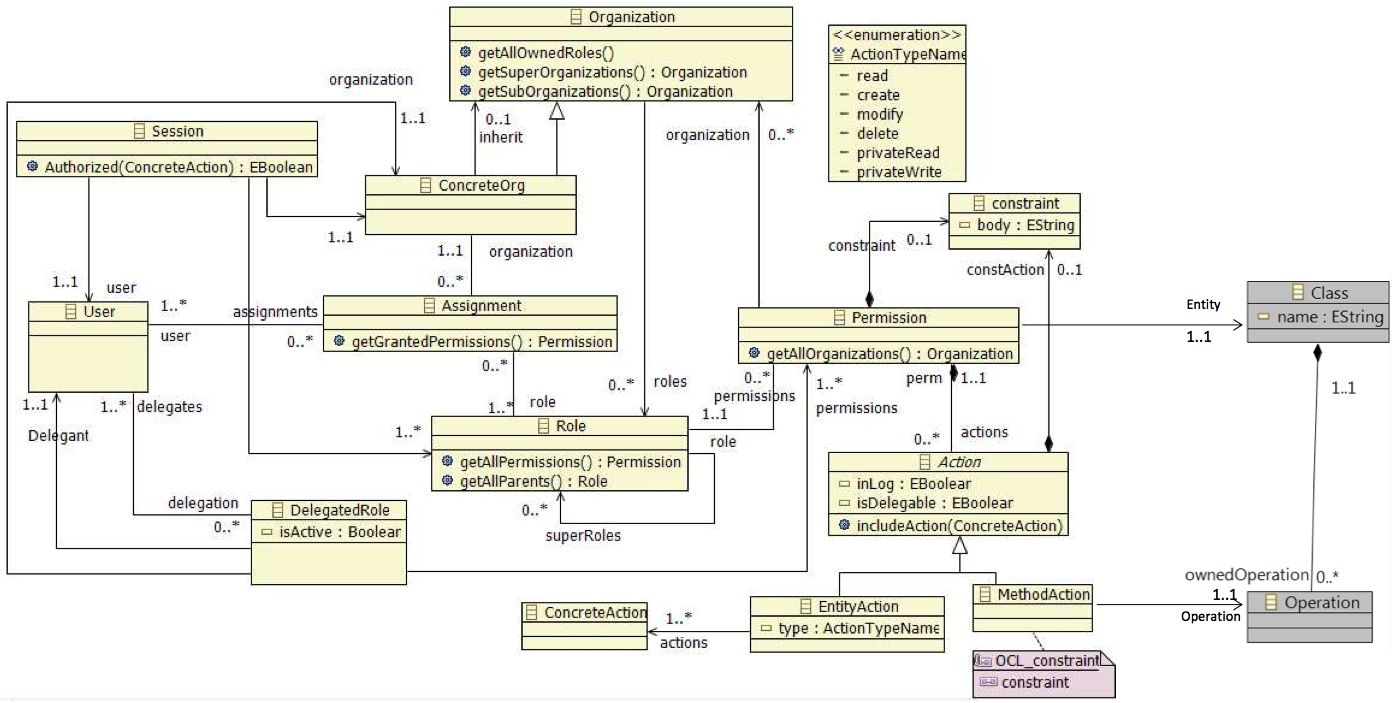 Organization
getAllOwnedRoles()
getSuperOrganizations() : Organization
getSubOrganizations() : Organization
<<enumeration>>
ActionTypeName
read
create
modify
delete
privateRead
privateWrite
organization
1..1
0..1
inherit
organization
0..*
Session
Authorized(ConcreteAction) : EBoolean
ConcreteOrg
1..1
1..1
organization
0..*
constraint
body : EString
constraint
0..1
constAction
0..1
1..1
user
User
1..*
user
assignments
0..*
Assignment
getGrantedPermissions() : Permission
Permission
getAllOrganizations() : Organization
Entity
1..1
Class
name : EString
1..1
0..*
1..*
role
0..*
roles
0..*
permissions
1..1
role
1..*
permissions
perm
1..1
1..1
Delegant
1..*
delegates
1..*
Role
getAllPermissions() : Permission
getAllParents() : Role
0..*
superRoles
0..*
actions
Action
inLog : EBoolear
isDelegable : EBoolear
includeAction(ConcreteAction)
delegation
0..*
DelegatedRole
isActive : Boolear
ownedOperation
0..*
1..1
Operation
Operation
ConcreteAction
1..*
actions
EntityAction
type : ActionTypeName
MethodAction
OCL_constraint
constraint